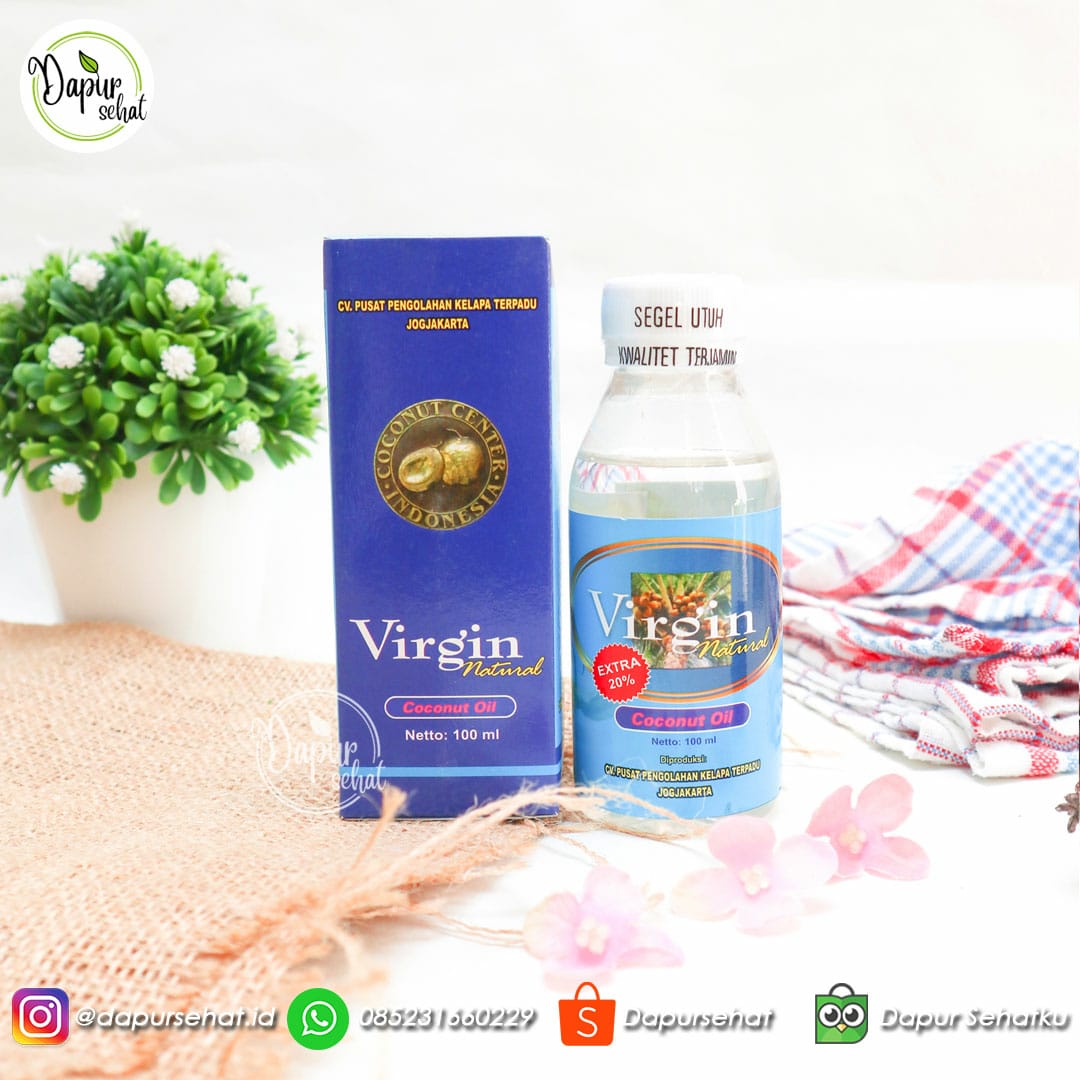 Dapur
sehat
CV. PUSAT PENGOLAHAN KELAPA TERPADU
JOGJAKARTA
COCONUT CENTER
INDONESIA
Virgin
Natural
Coconut Oil
Netto: 100 ml
SEGEL UTUH
KWALITET TERJAMIN
Virgin
Natural
EXTRA
20%
Coconut Oil
Netto: 100 ml
Diproduksi:
CV. PUSAT PENGOLAHAN KELAPA TERPADU
JOGJAKARTA
Dapur
sehat
@dapursehat.id
085231660229
S
Dapursehat
Dapur Sehatku